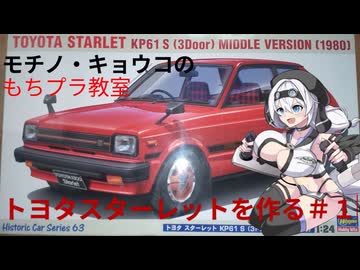 TOYOTA STARLET KP61 S (3Door) MIDDLE VERSION (1980)
モチノ・キョウコの
もちプラ教室
トヨタスターレットを作る＃１
Historic Car Series 63
トヨタ スターレット KP61 S (3
1:24